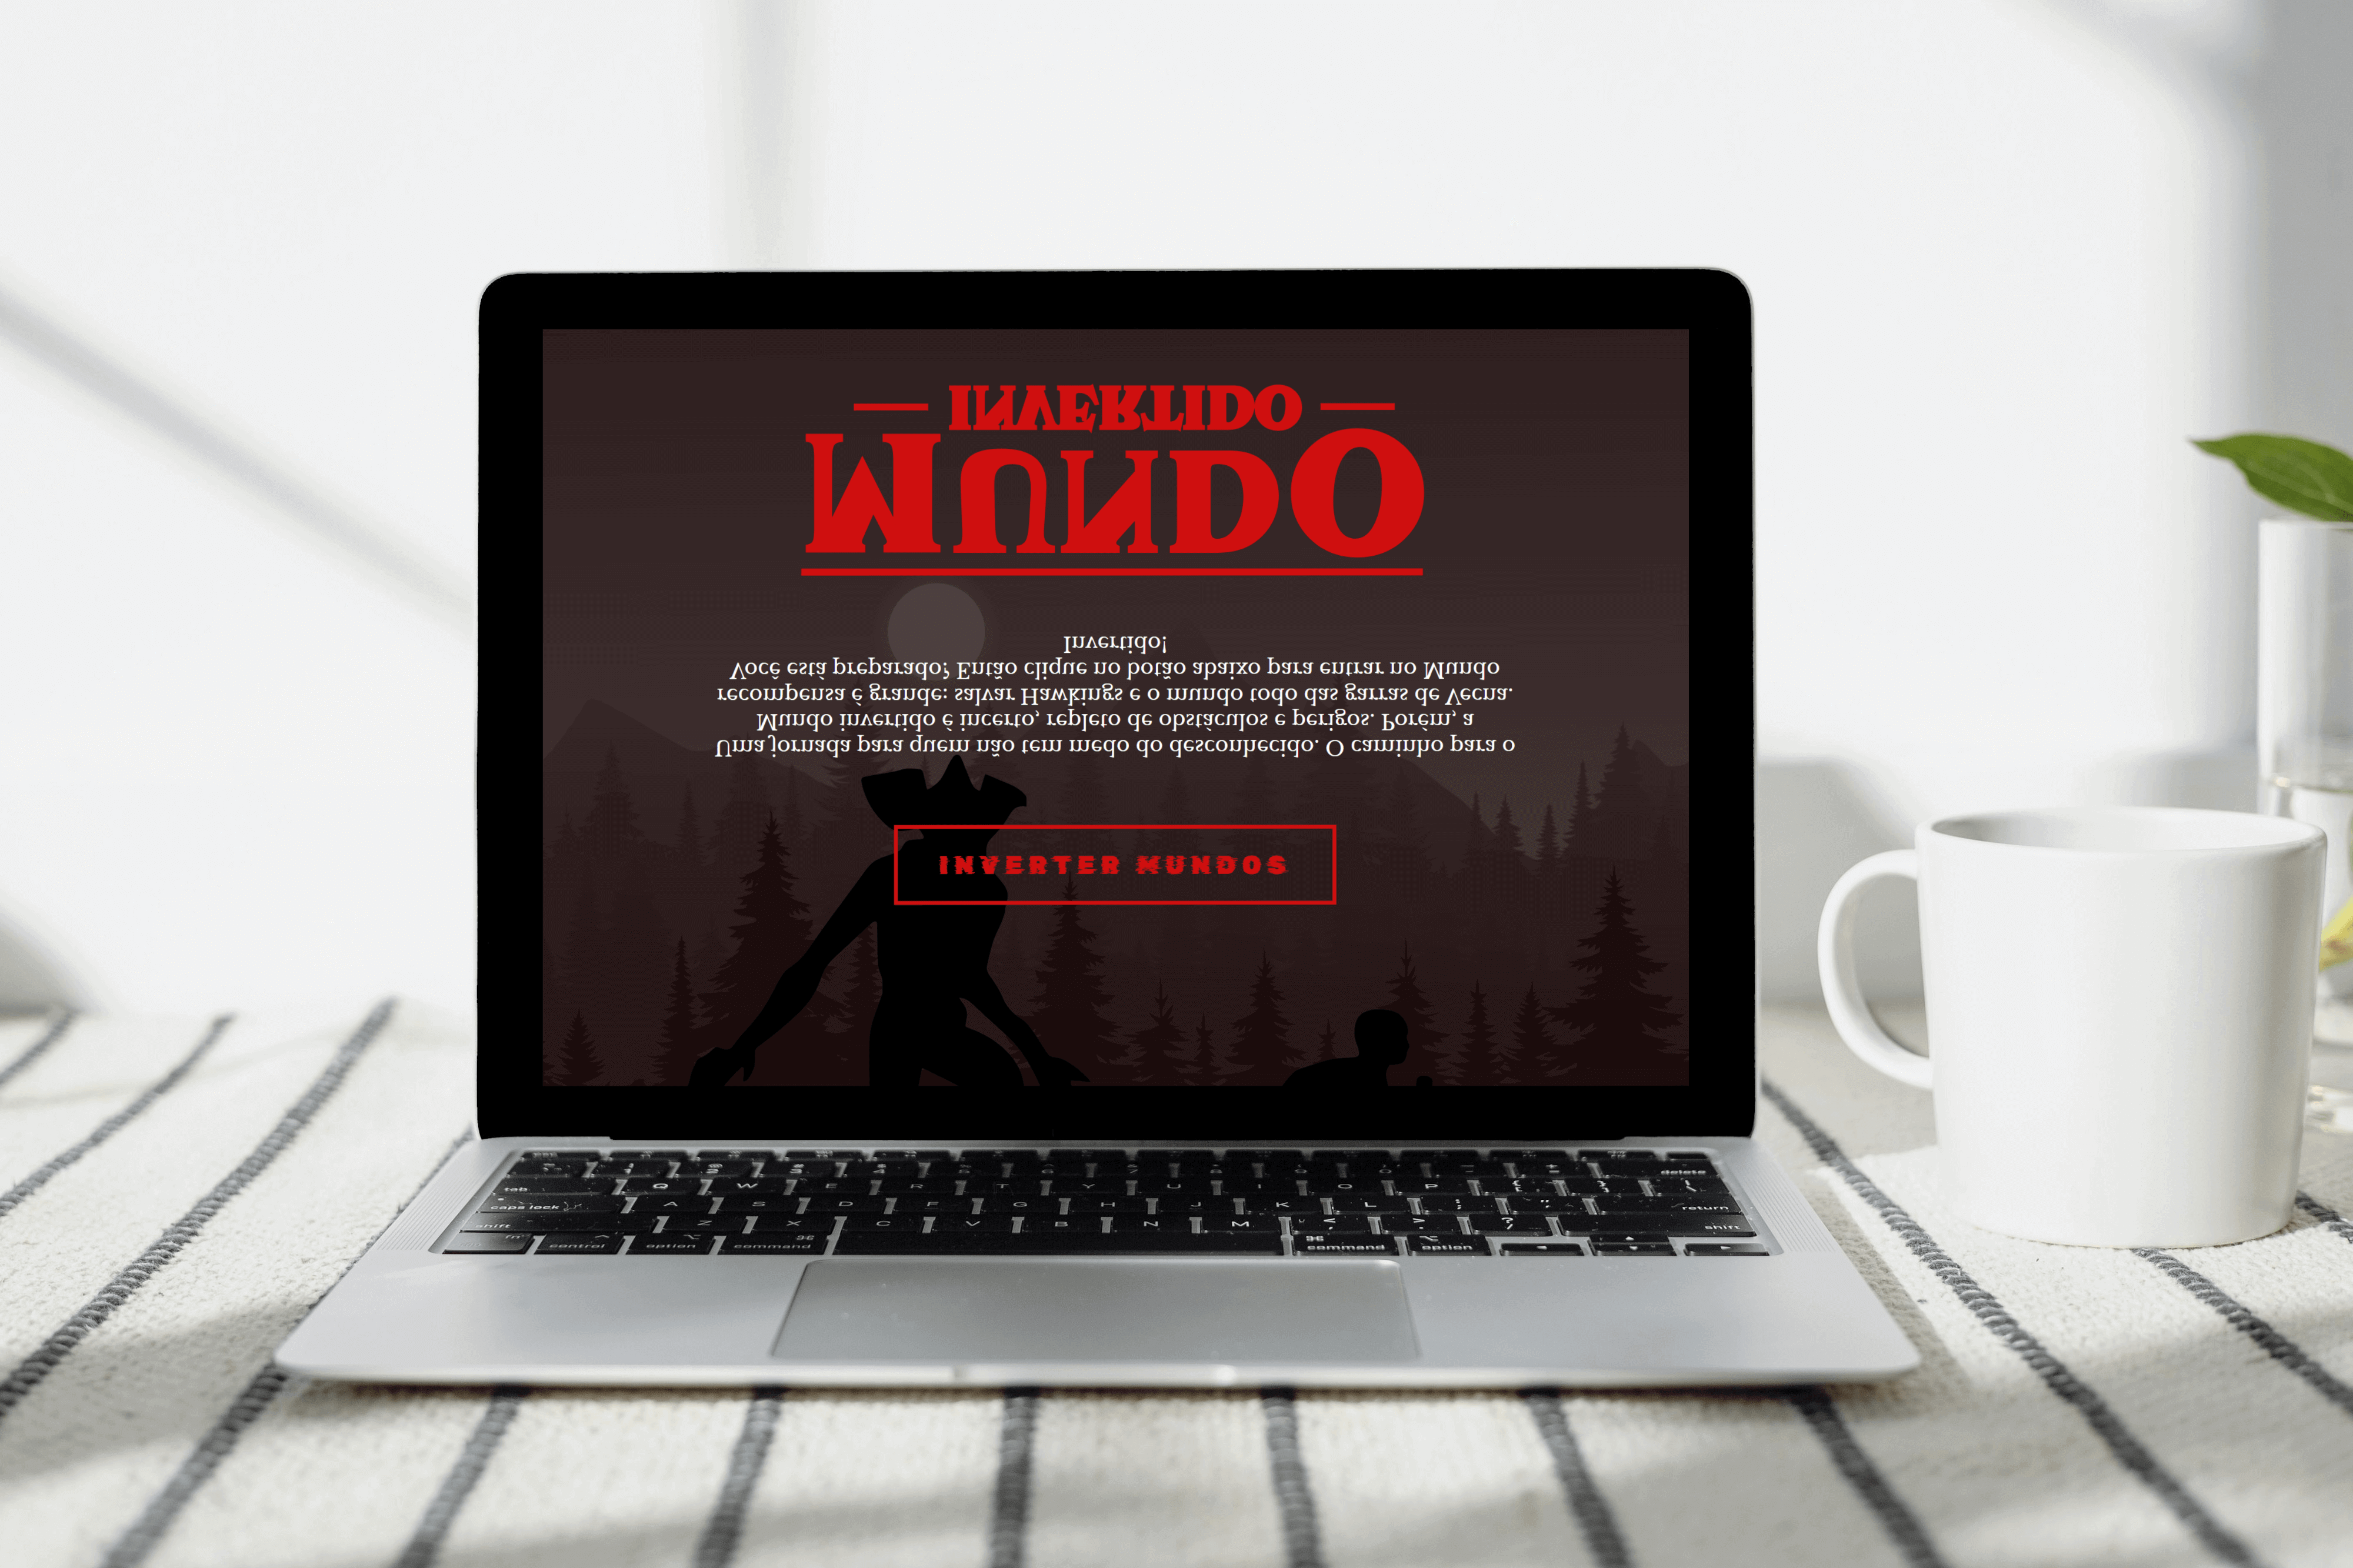 MUNDO
INVERTIDO
Uma jornada para quem não tem medo do desconhecido. O caminho para o
Mundo invertido é incerto, repleto de obstáculos e perigos. Porém, a
recompensa é grande: salvar Hawkings e o mundo todo das garras de Vecna.
Você está preparado? Então clique no botão abaixo para entrar no Mundo
Invertido!
INVERTER MUNDOS
delete
tab Q W E R T Y U I O P
caps lock A S D F G H J K L return
shift Z X C V B N M shift
fn control option command command option